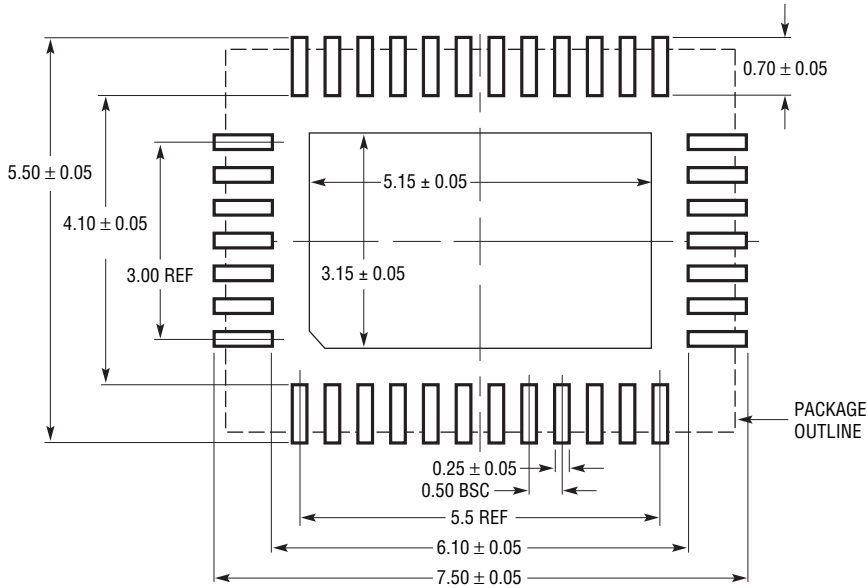 0.70 ± 0.05
5.50 ± 0.05
5.15 ± 0.05
4.10 ± 0.05
3.00 REF
3.15 ± 0.05
PACKAGE
OUTLINE
0.25 ± 0.05
0.50 BSC
5.5 REF
6.10 ± 0.05
7.50 ± 0.05